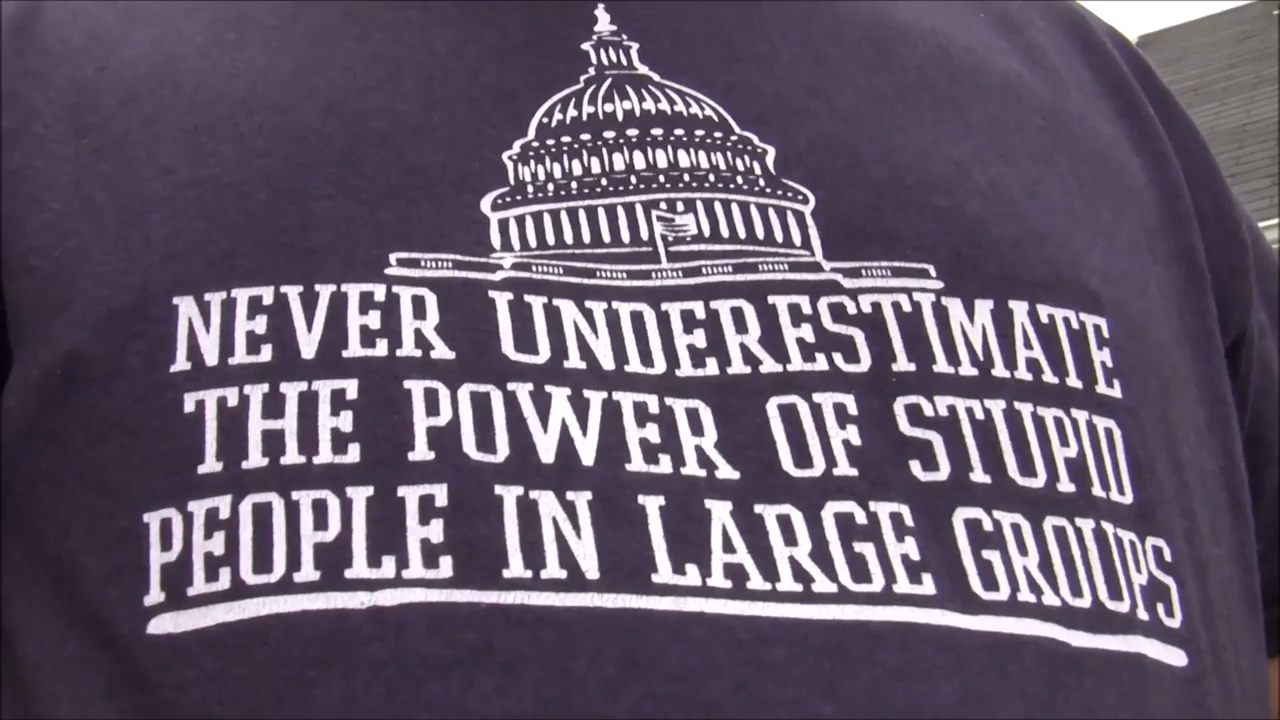 NEVER UNDERESTIMATE
THE POWER OF STUPID
PEOPLE IN LARGE GROUPS